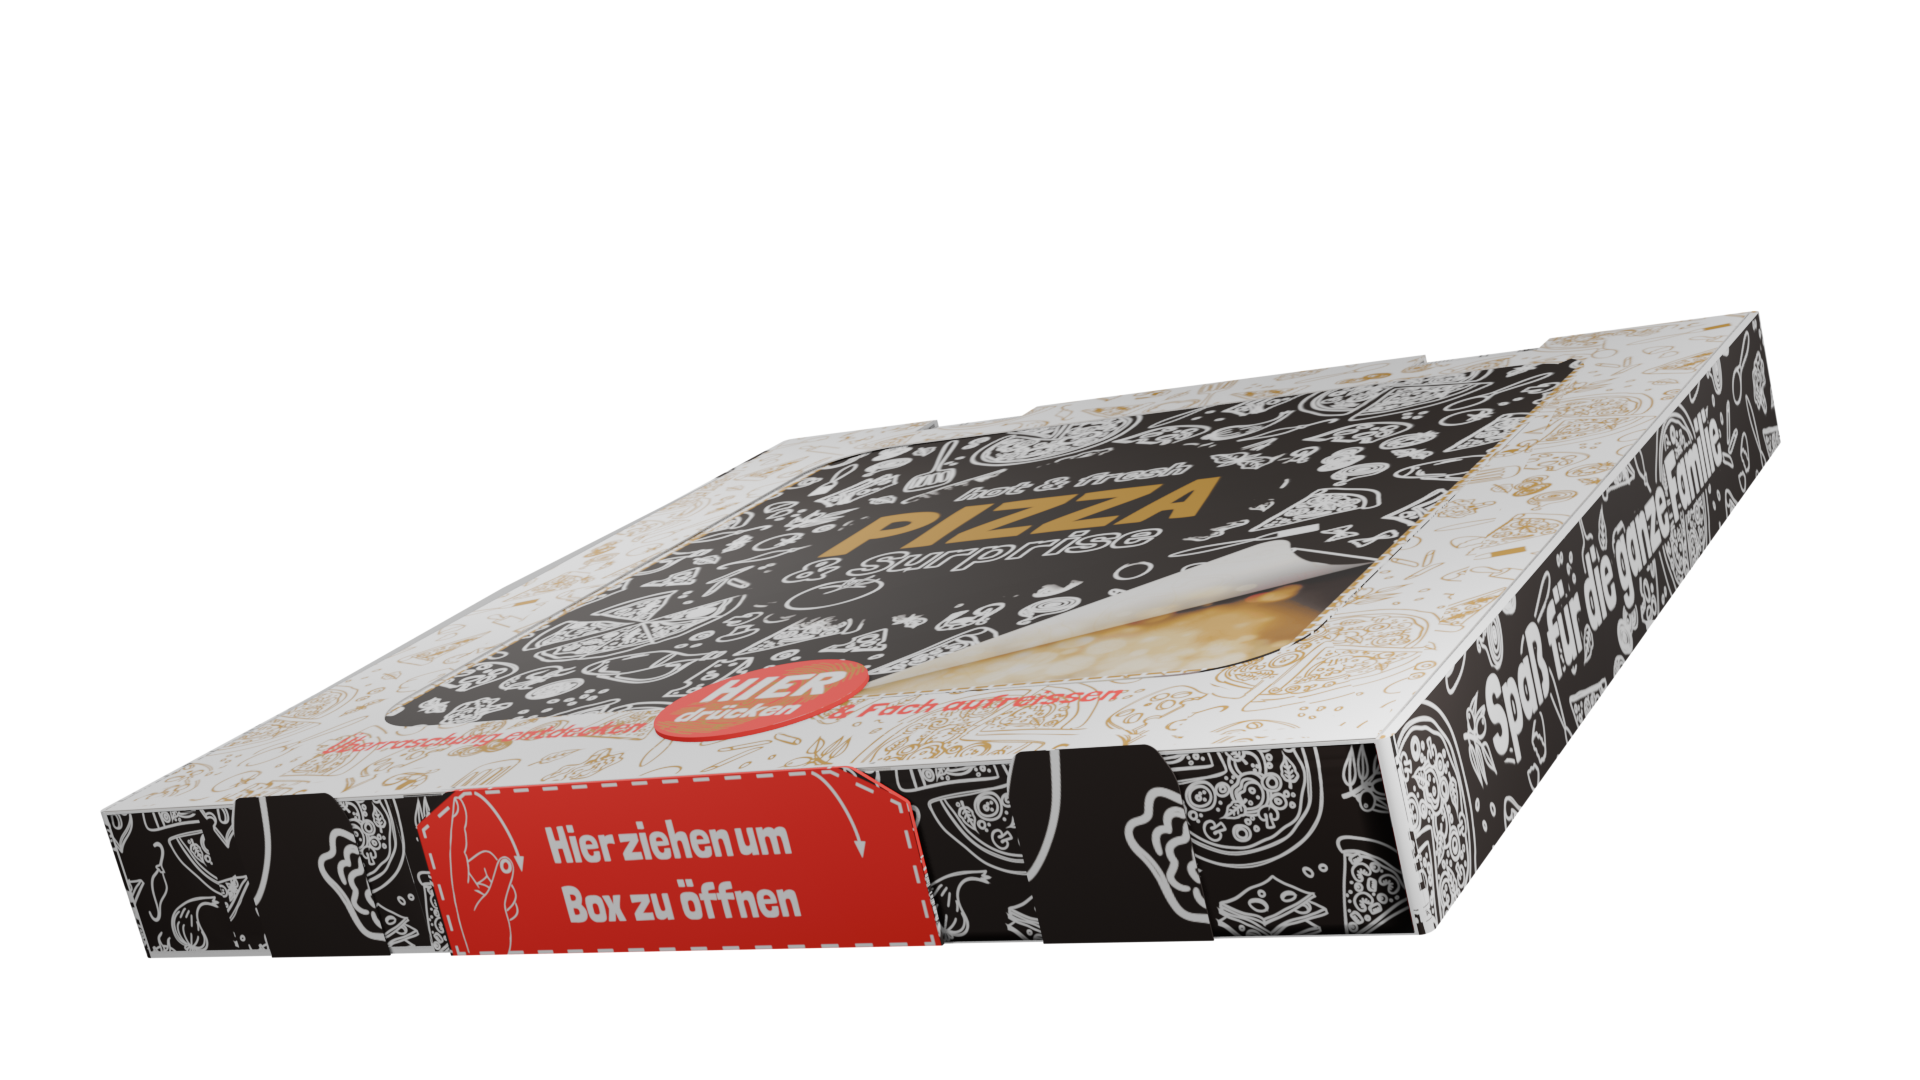 hot & fresh
PIZZA
& surprise
HIER
drücken
& Fach aufreissen
Überraschung entdecken
Hier ziehen um
Box zu öffnen
Spaß für die ganze Familie